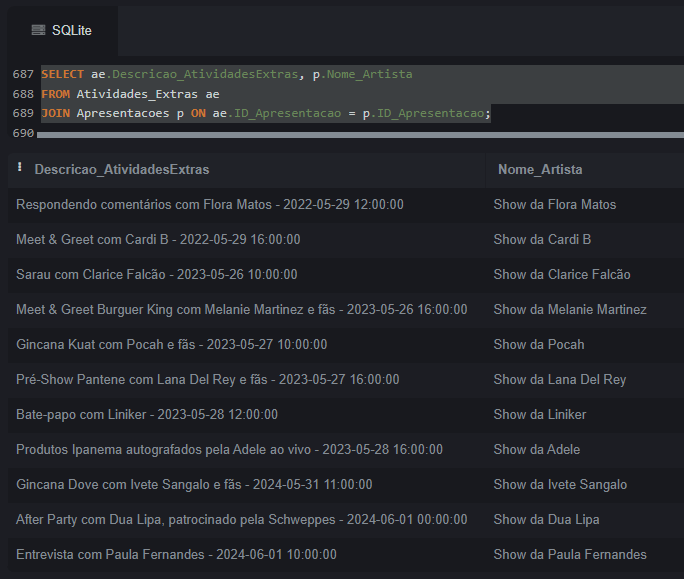 SQLite
687 SELECT ae.Descricao_AtividadesExtras, p.Nome_Artista
688 FROM Atividades_Extras ae
689 JOIN Apresentacoes p ON ae.ID_Apresentacao = p.ID_Apresentacao;
690
Descricao_AtividadesExtras Nome_Artista
Respondendo comentários com Flora Matos - 2022-05-29 12:00:00 Show da Flora Matos
Meet & Greet com Cardi B - 2022-05-29 16:00:00 Show da Cardi B
Sarau com Clarice Falcão - 2023-05-26 10:00:00 Show da Clarice Falcão
Meet & Greet Burguer King com Melanie Martinez e fãs - 2023-05-26 16:00:00 Show da Melanie Martinez
Gincana Kuat com Pocah e fãs - 2023-05-27 10:00:00 Show da Pocah
Pré-Show Pantene com Lana Del Rey e fãs - 2023-05-27 16:00:00 Show da Lana Del Rey
Bate-papo com Liniker - 2023-05-28 12:00:00 Show da Liniker
Produtos Ipanema autografados pela Adele ao vivo - 2023-05-28 16:00:00 Show da Adele
Gincana Dove com Ivete Sangalo e fãs - 2024-05-31 11:00:00 Show da Ivete Sangalo
After Party com Dua Lipa, patrocinado pela Schweppes - 2024-06-01 00:00:00 Show da Dua Lipa
Entrevista com Paula Fernandes - 2024-06-01 10:00:00 Show da Paula Fernandes